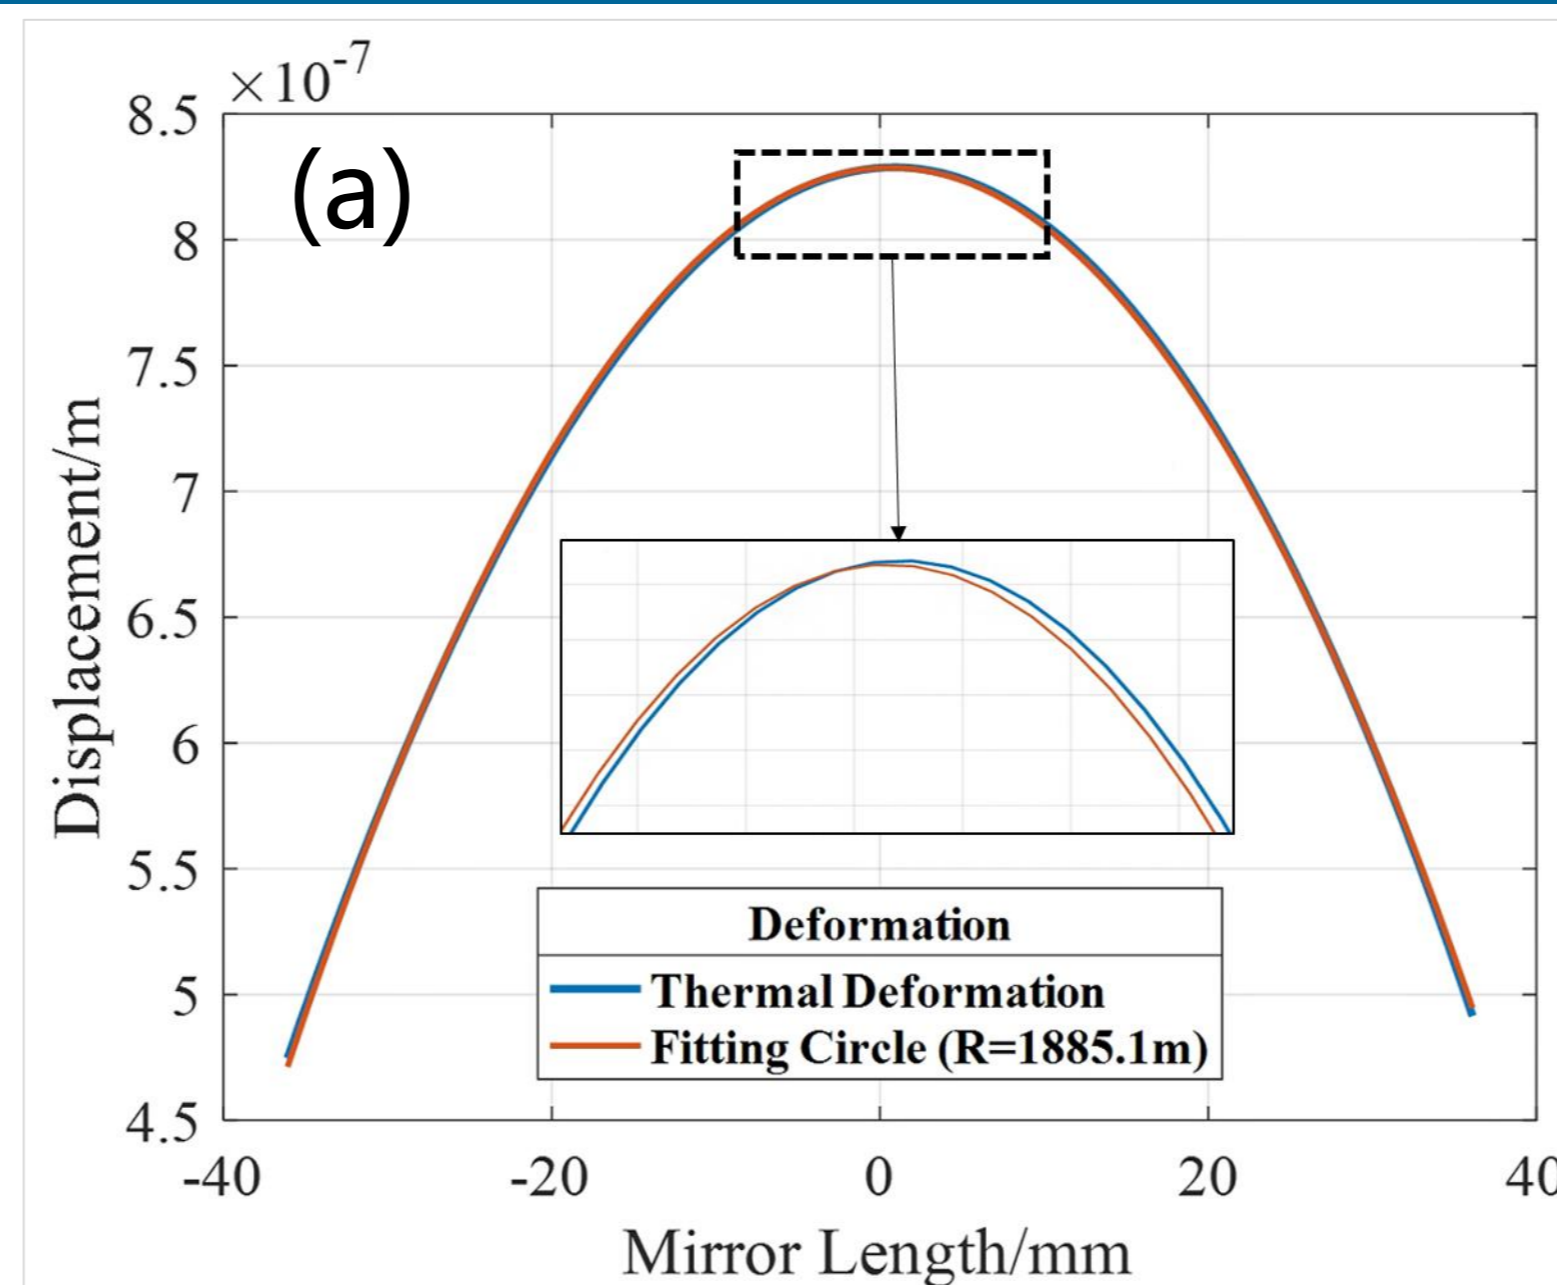 ×10⁻⁷
8.5
(a)
8
7.5
7
6.5
6
5.5
5
4.5
Displacement/m
Deformation
Thermal Deformation
Fitting Circle (R=1885.1m)
-40 -20 0 20 40
Mirror Length/mm